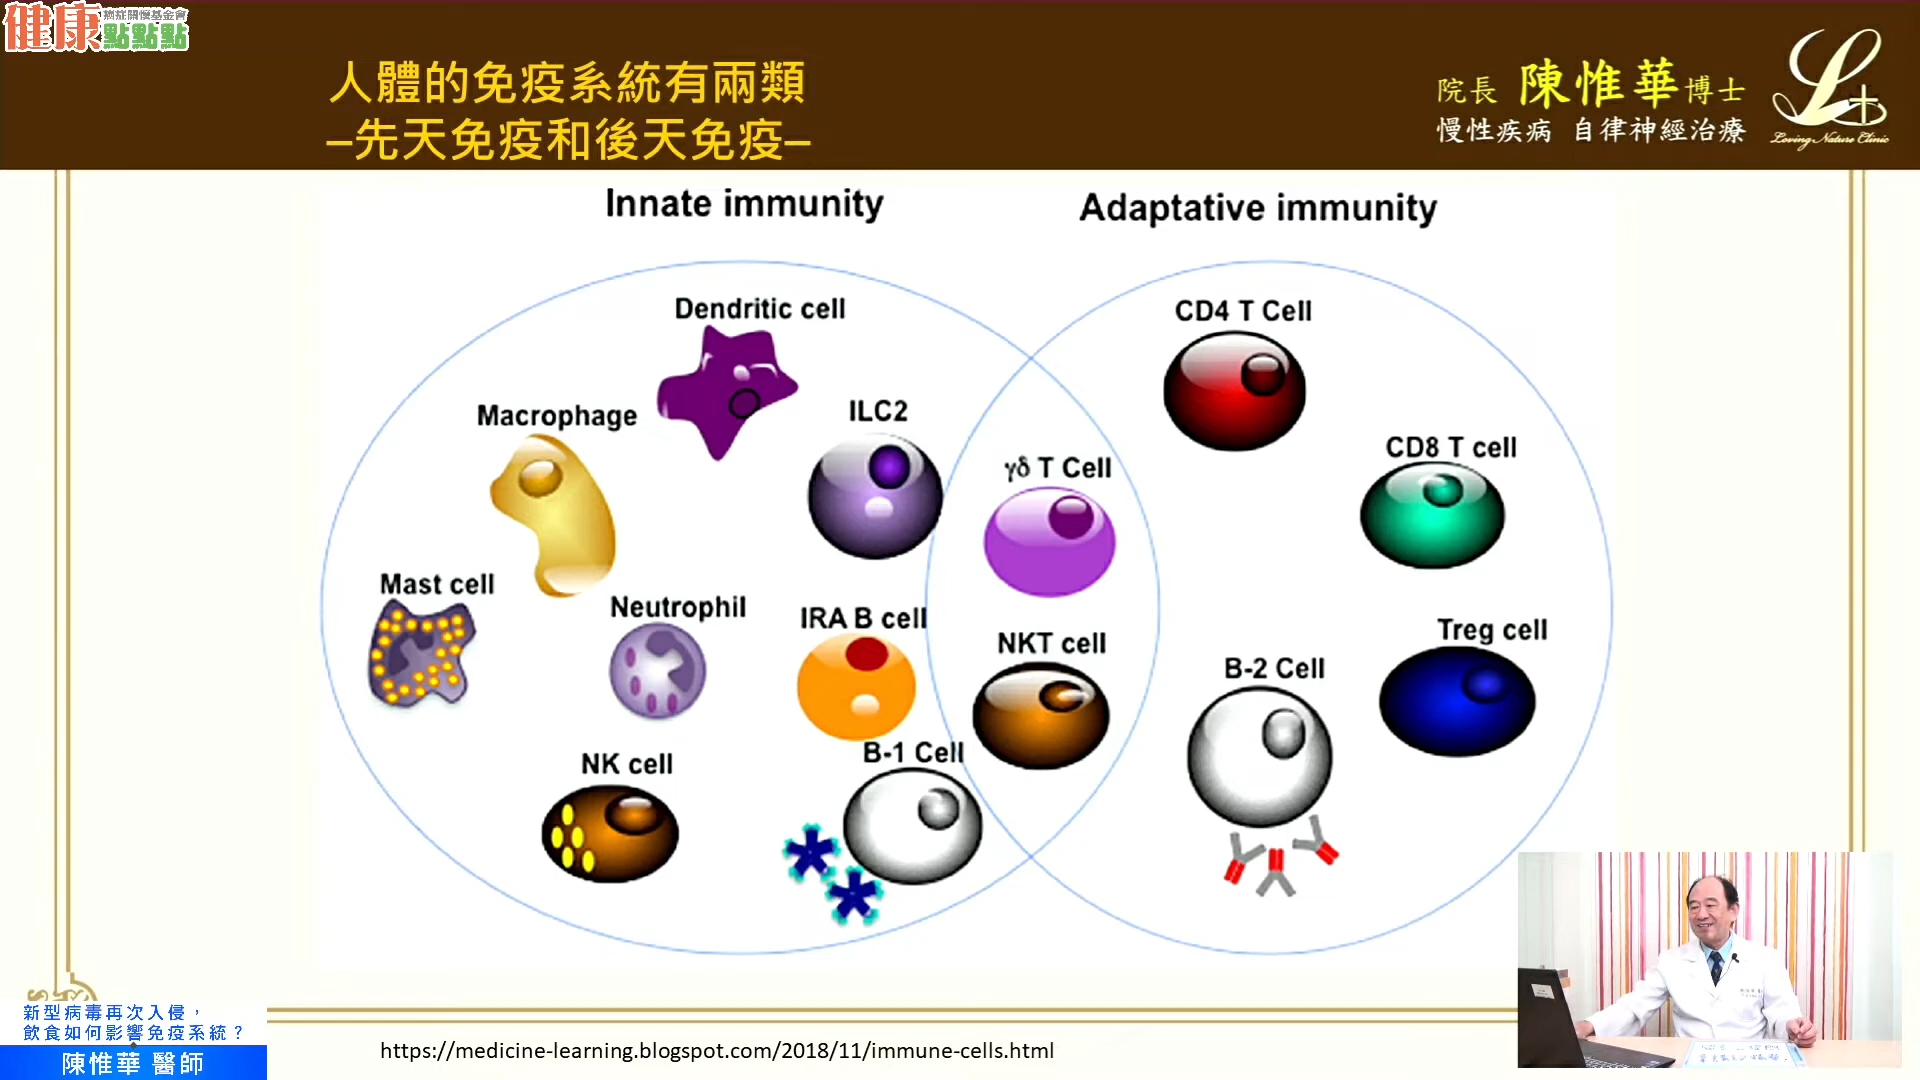 健康
癌症關懷基金會
點點點
人體的免疫系統有兩類
–先天免疫和後天免疫–
院長 陳惟華博士
慢性疾病 自律神經治療
Loving Nature Clinic
Innate immunity
Adaptative immunity
Dendritic cell
CD4 T Cell
Macrophage
ILC2
CD8 T cell
γδ T Cell
Mast cell
Neutrophil
IRA B cell
NKT cell
Treg cell
B-2 Cell
B-1 Cell
NK cell
新型病毒再次入侵，
飲食如何影響免疫系統？
陳惟華 醫師
https://medicine-learning.blogspot.com/2018/11/immune-cells.html